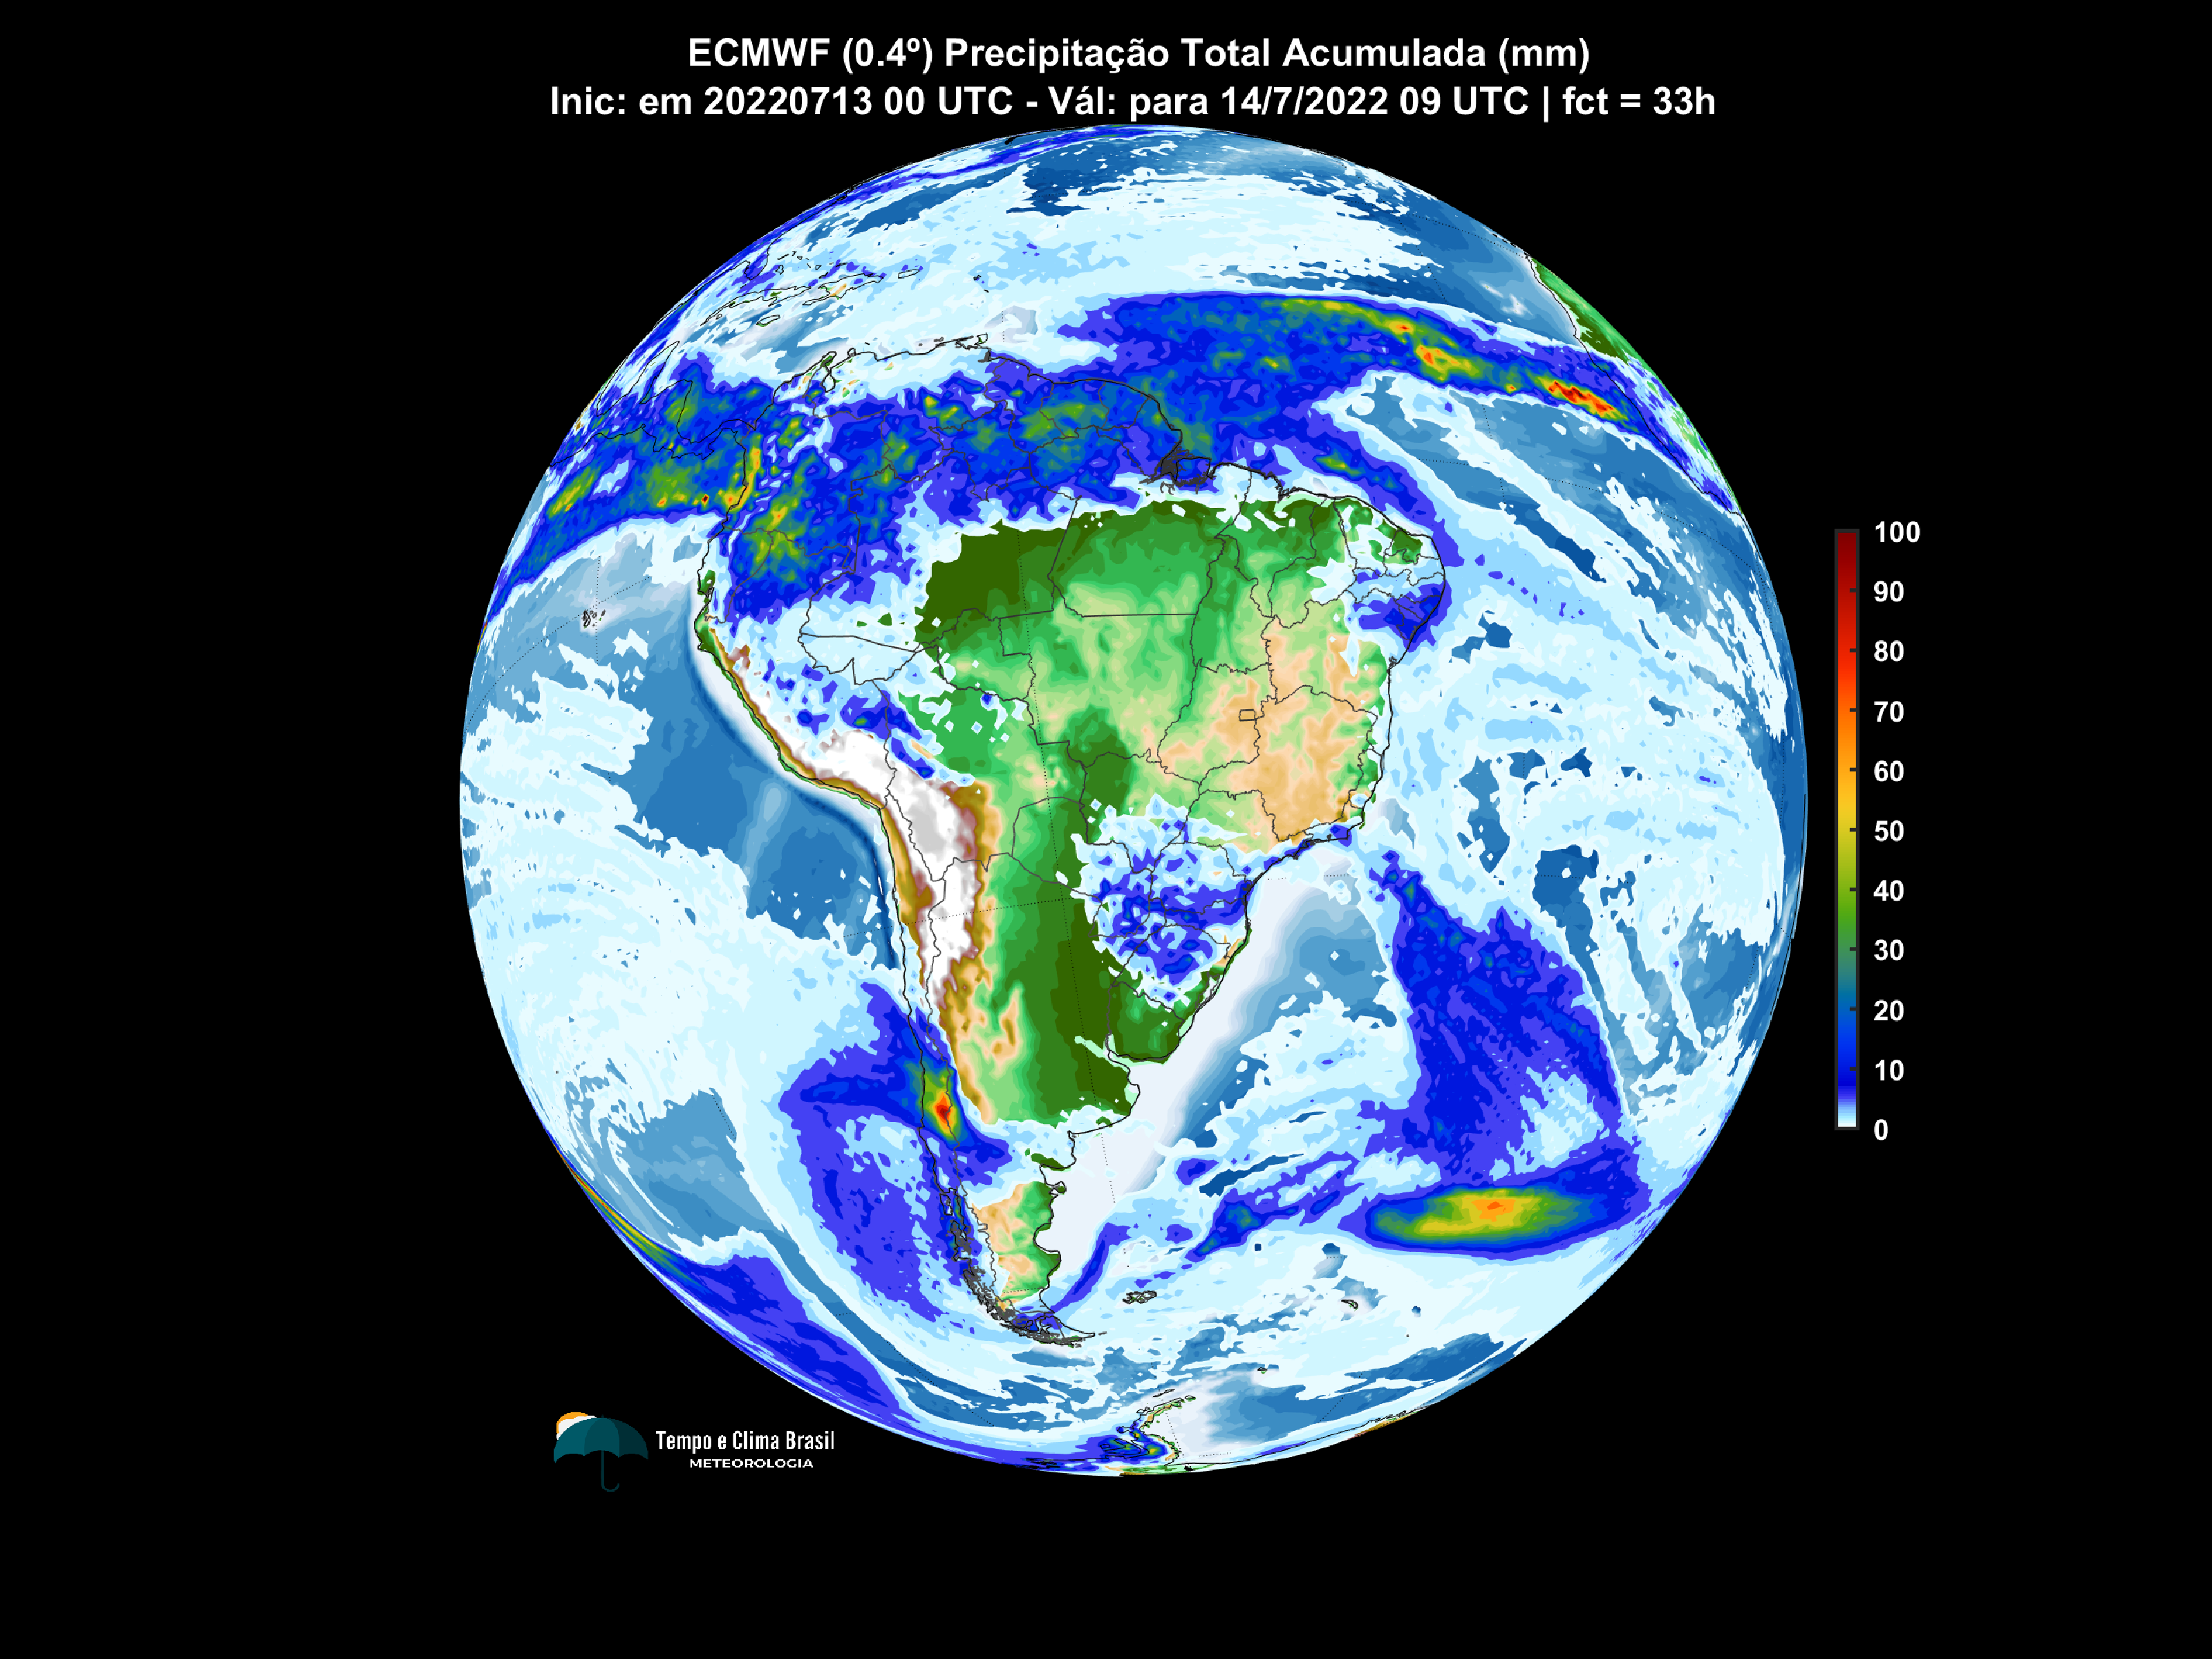 ECMWF (0.4º) Precipitação Total Acumulada (mm)
Inic: em 20220713 00 UTC - Vál: para 14/7/2022 09 UTC | fct = 33h
100
90
80
70
60
50
40
30
20
10
0
Tempo e Clima Brasil
METEOROLOGIA